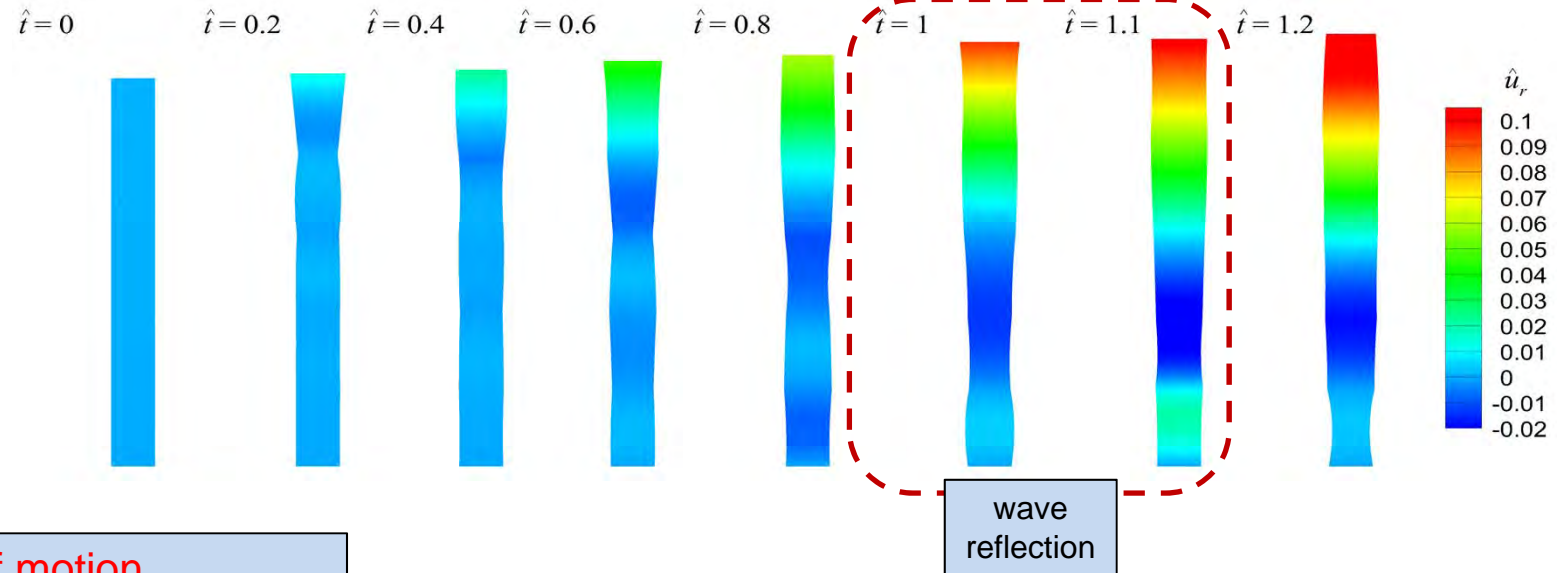 t̂ = 0
t̂ = 0.2
t̂ = 0.4
t̂ = 0.6
t̂ = 0.8
t̂ = 1
t̂ = 1.1
t̂ = 1.2
û_r
0.1
0.09
0.08
0.07
0.06
0.05
0.04
0.03
0.02
0.01
0
-0.01
-0.02
wave
reflection
motion